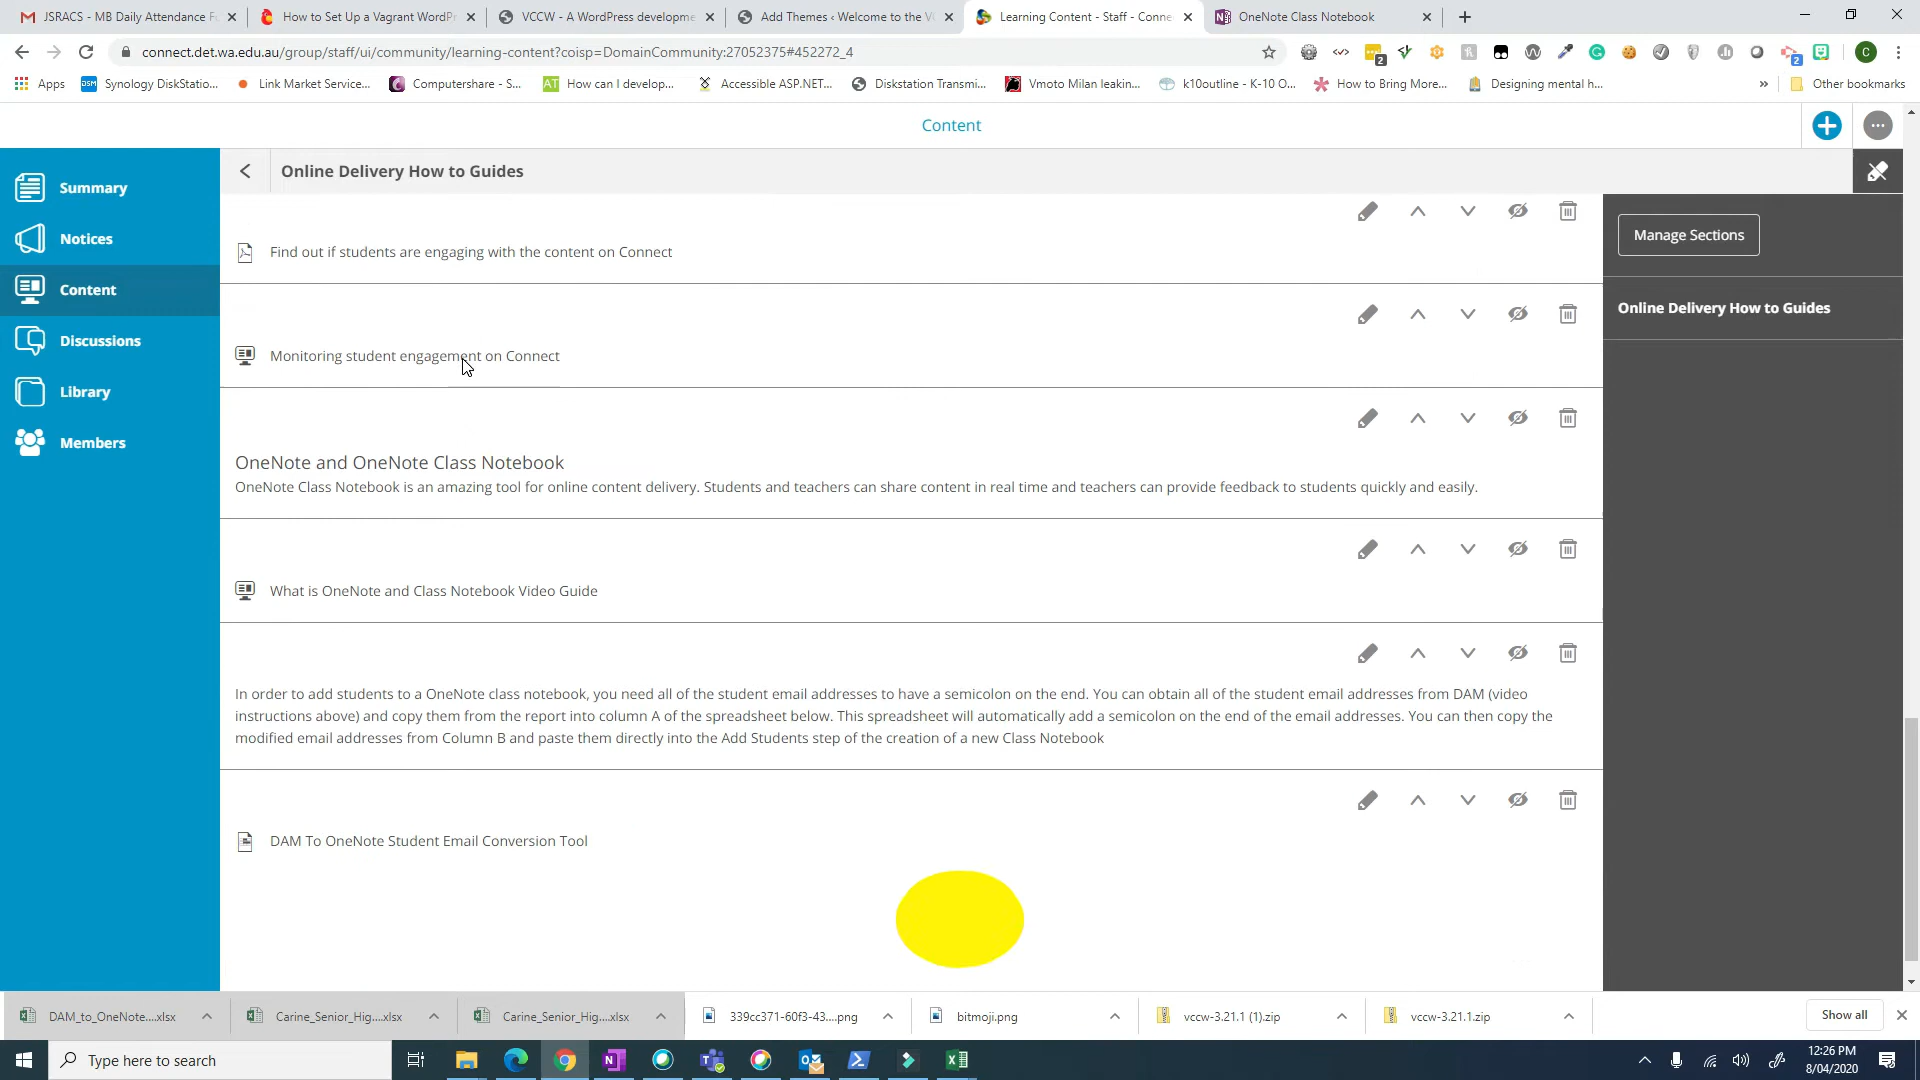 JSRACS - MB Daily Attendance F
How to Set Up a Vagrant WordP
VCCW - A WordPress developme
Add Themes ‹ Welcome to the V
Learning Content - Staff - Conne
OneNote Class Notebook
connect.det.wa.edu.au/group/staff/ui/community/learning-content?coisp=DomainCommunity:27052375#452272_4
2
2
C
Apps
DSM
Synology DiskStatio...
Link Market Service...
Computershare - S...
AT
How can I develop...
Accessible ASP.NET...
Diskstation Transmi...
Vmoto Milan leakin...
k10outline - K-10 O...
How to Bring More...
Designing mental h...
»
Other bookmarks
Content
Summary
Notices
Content
Discussions
Library
Members
Online Delivery How to Guides
Find out if students are engaging with the content on Connect
Monitoring student engagement on Connect
OneNote and OneNote Class Notebook
OneNote Class Notebook is an amazing tool for online content delivery. Students and teachers can share content in real time and teachers can provide feedback to students quickly and easily.
What is OneNote and Class Notebook Video Guide
In order to add students to a OneNote class notebook, you need all of the student email addresses to have a semicolon on the end. You can obtain all of the student email addresses from DAM (video
instructions above) and copy them from the report into column A of the spreadsheet below. This spreadsheet will automatically add a semicolon on the end of the email addresses. You can then copy the
modified email addresses from Column B and paste them directly into the Add Students step of the creation of a new Class Notebook
DAM To OneNote Student Email Conversion Tool
Manage Sections
Online Delivery How to Guides
DAM_to_OneNote....xlsx
Carine_Senior_Hig....xlsx
Carine_Senior_Hig....xlsx
339cc371-60f3-43....png
bitmoji.png
vccw-3.21.1 (1).zip
vccw-3.21.1.zip
Show all
Type here to search
12:26 PM
8/04/2020